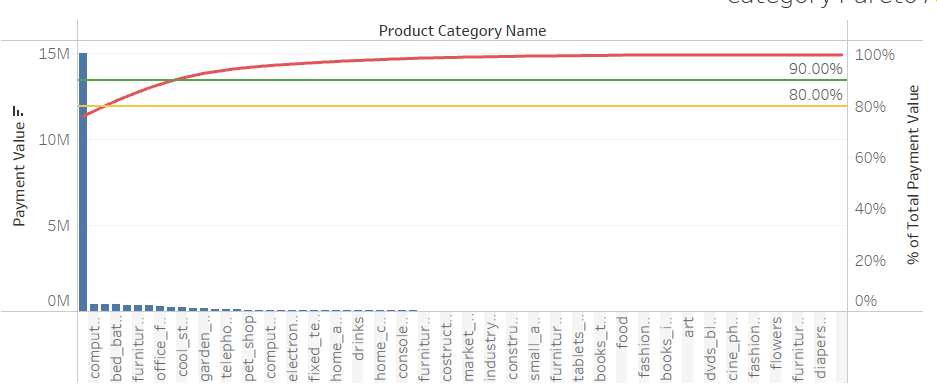 Category Pareto A
Product Category Name
15M
10M
5M
0M
Payment Value
100%
80%
60%
40%
20%
0%
% of Total Payment Value
90.00%
80.00%
comput..
bed_bat..
furnitur..
office_f..
cool_st..
garden_..
telepho..
pet_shop
comput..
electron..
fixed_te..
home_a..
drinks
home_c..
console..
furnitur..
costruct..
market_..
industry..
constru..
small_a..
furnitur..
tablets_..
books_t..
food
fashion..
books_i..
art
dvds_bl..
cine_ph..
fashion..
flowers
furnitur..
diapers..